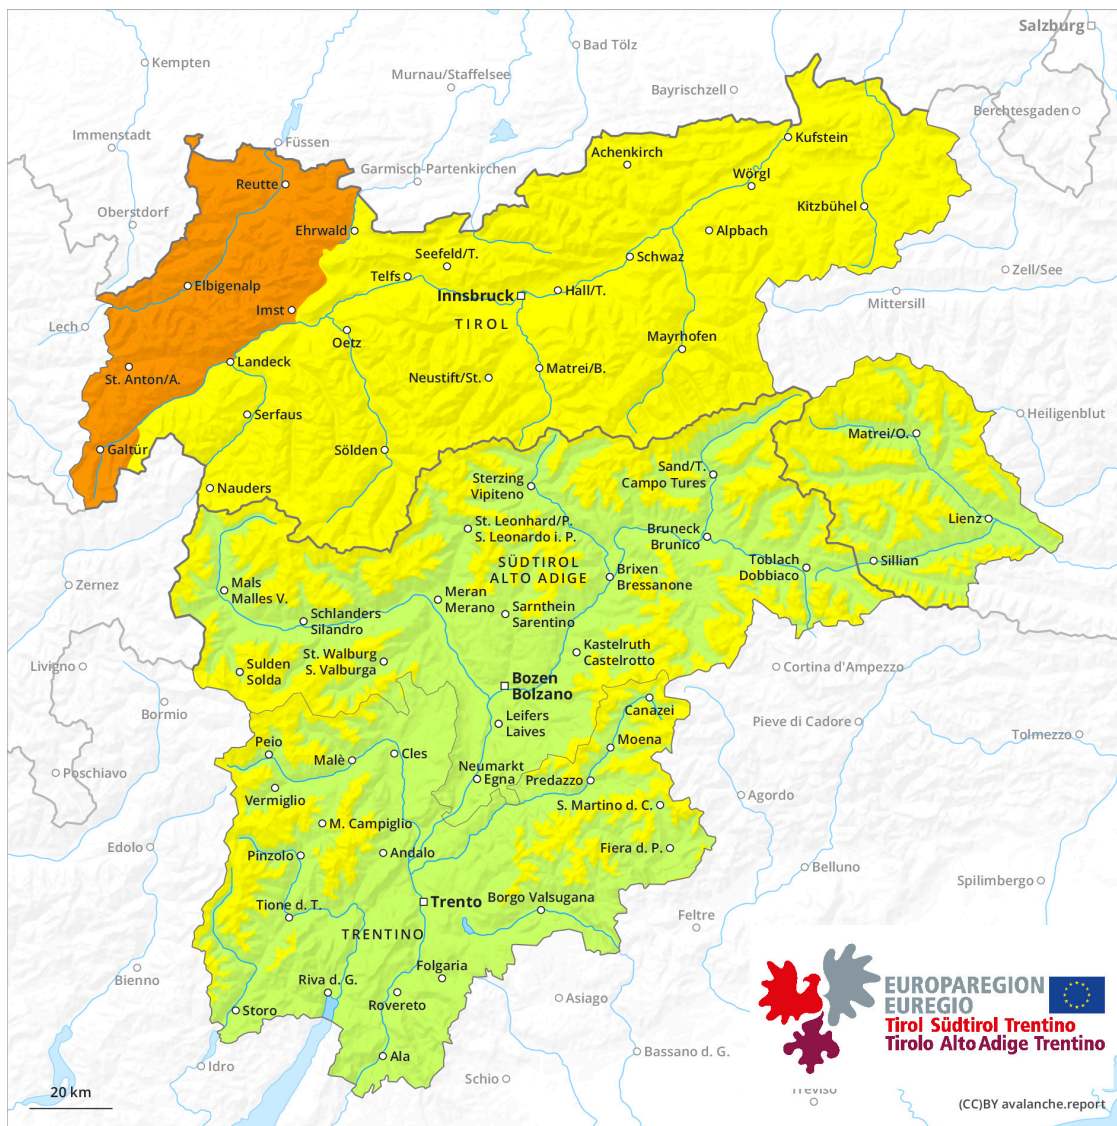 Salzburg
Bad Tölz
Kempten
Murnau/Staffelsee
Bayrischzell
Berchtesgaden
Immenstadt
Füssen
Kufstein
Achenkirch
Garmisch-Partenkirchen
Wörgl
Reutte
Kitzbühel
Oberstdorf
Ehrwald
Alpbach
Seefeld/T.
Schwaz
Telfs
Zell/See
Elbigenalp
Hall/T.
Innsbruck
Mittersill
Imst
TIROL
Lech
Oetz
Mayrhofen
Landeck
Matrei/B.
St. Anton/A.
Neustift/St.
Serfaus
Heiligenblut
Matrei/O.
Galtür
Sölden
Sand/T.
Campo Tures
Sterzing
Vipiteno
Nauders
Lienz
St. Leonhard/P.
S. Leonardo i. P.
Bruneck
Brunico
SÜDTIROL
ALTO ADIGE
Toblach
Dobbiaco
Sillian
Brixen
Bressanone
Zernez
Mals
Malles V.
Meran
Merano
Sarnthein
Sarentino
Schlanders
Silandro
Kastelruth
Castelrotto
St. Walburg
S. Valburga
Livigno
Sulden
Solda
Cortina d'Ampezzo
Bozen
Bolzano
Canazei
Bormio
Leifers
Laives
Pieve di Cadore
Tolmezzo
Moena
Peio
Cles
Malè
Neumarkt
Egna
Poschiavo
Predazzo
Vermiglio
Agordo
S. Martino d. C.
M. Campiglio
Edolo
Fiera d. P.
Pinzolo
Andalo
Belluno
Spilimbergo
Borgo Valsugana
Trento
Tione d. T.
Feltre
TRENTINO
Folgaria
Bienno
Riva d. G.
Asiago
Rovereto
Storo
EUROPAREGION
EUREGIO
Tirol Südtirol Trentino
Tirolo Alto Adige Trentino
Ala
Bassano d. G.
Idro
Schio
Treviso
20 km
(CC)BY avalanche.report